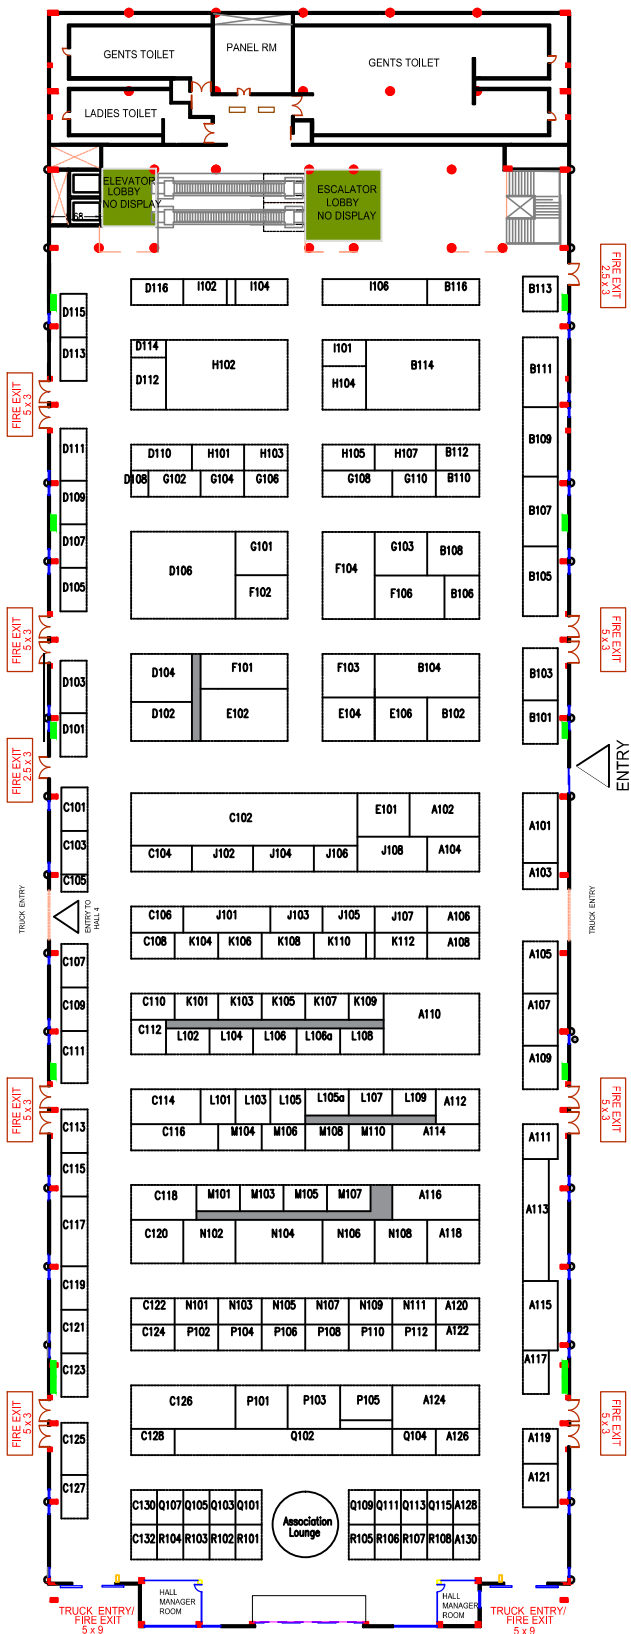 GENTS TOILET
PANEL RM
GENTS TOILET
LADIES TOILET
ELEVATOR
LOBBY
NO DISPLAY
ESCALATOR
LOBBY
NO DISPLAY
FIRE EXIT
2.5 x 3
D116 I102 I104 I106 B116 B113
D115
D113
D114 H102 I101 B114 B111
D112 H104
FIRE EXIT
5 x 3
B109
D111 D110 H101 H103 H105 H107 B112
D108 G102 G104 G106 G108 G110 B110
D109
B107
D107 D106 G101 F104 G103 B108
B105
D105 F102 F106 B106
FIRE EXIT
5 x 3
FIRE EXIT
5 x 3
D103 D104 F101 F103 B104 B103
D101 D102 E102 E104 E106 B102 B101
FIRE EXIT
2.5 x 3
ENTRY
C101 C102 E101 A102 A101
C103 C104 J102 J104 J106 J108 A104
C105 A103
TRUCK ENTRY
ENTRY TO
HALL 4
TRUCK ENTRY
C106 J101 J103 J105 J107 A106
C108 K104 K106 K108 K110 K112 A108
C107 A105
C109 C110 K101 K103 K105 K107 K109 A110 A107
C112 L102 L104 L106 L106a L108
C111 A109
FIRE EXIT
5 x 3
FIRE EXIT
5 x 3
C114 L101 L103 L105 L105a L107 L109 A112
C113 C116 M104 M106 M108 M110 A114 A111
C115
C117 C118 M101 M103 M105 M107 A116 A113
C120 N102 N104 N106 N108 A118
C119
C121 C122 N101 N103 N105 N107 N109 N111 A120 A115
C124 P102 P104 P106 P108 P110 P112 A122
C123 A117
C126 P101 P103 P105 A124
FIRE EXIT
5 x 3
FIRE EXIT
5 x 3
C125 C128 Q102 Q104 A126 A119
C127 A121
C130 Q107 Q105 Q103 Q101 Q109 Q111 Q113 Q115 A128
Association
Lounge
C132 R104 R103 R102 R101 R105 R106 R107 R108 A130
HALL
MANAGER
ROOM
HALL
MANAGER
ROOM
TRUCK ENTRY/
FIRE EXIT
5 x 9
TRUCK ENTRY/
FIRE EXIT
5 x 9